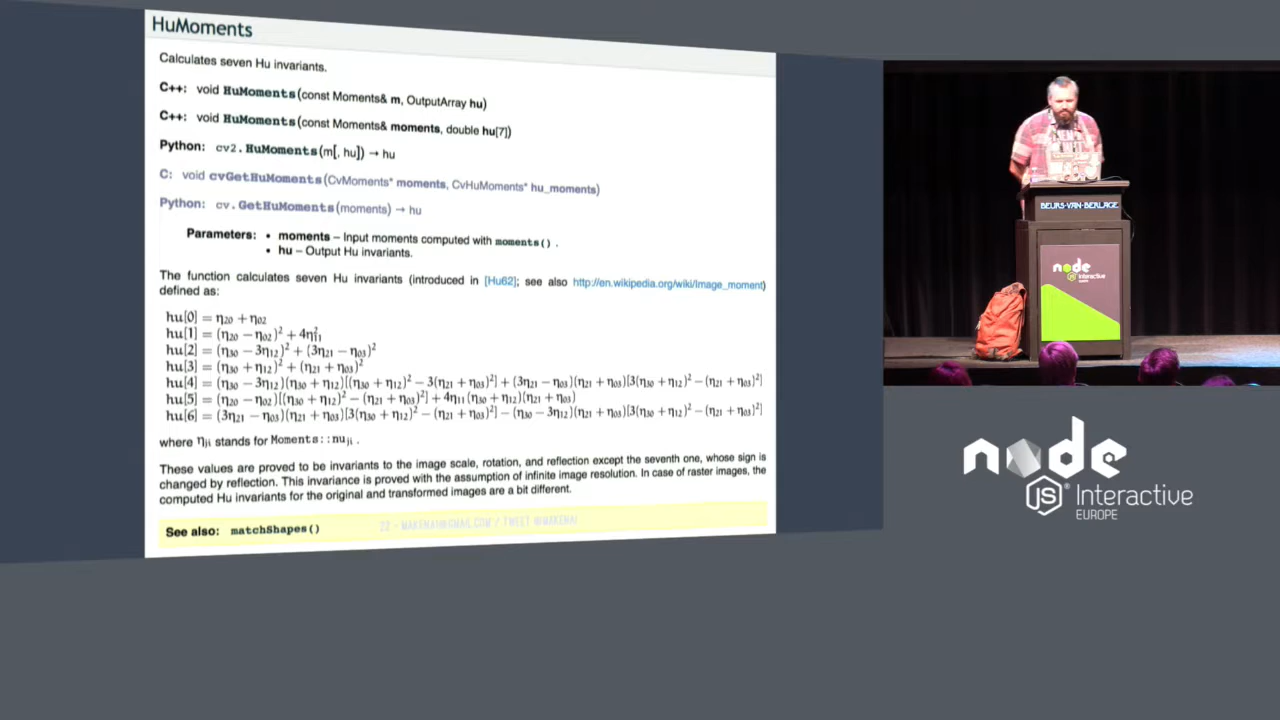 HuMoments
Calculates seven Hu invariants.
C++: void HuMoments(const Moments& m, OutputArray hu)
C++: void HuMoments(const Moments& moments, double hu[7])
Python: cv2.HuMoments(m[, hu]) → hu
C: void cvGetHuMoments(CvMoments* moments, CvHuMoments* hu_moments)
Python: cv.GetHuMoments(moments) → hu
Parameters: • moments – Input moments computed with moments() .
• hu – Output Hu invariants.
The function calculates seven Hu invariants (introduced in [Hu62]; see also http://en.wikipedia.org/wiki/Image_moment)
defined as:
hu[0] = η20 + η02
hu[1] = (η20 − η02)² + 4η11²
hu[2] = (η30 − 3η12)² + (3η21 − η03)²
hu[3] = (η30 + η12)² + (η21 + η03)²
hu[4] = (η30 − 3η12)(η30 + η12)[(η30 + η12)² − 3(η21 + η03)²] + (3η21 − η03)(η21 + η03)[3(η30 + η12)² − (η21 + η03)²]
hu[5] = (η20 − η02)[(η30 + η12)² − (η21 + η03)²] + 4η11(η30 + η12)(η21 + η03)
hu[6] = (3η21 − η03)(η21 + η03)[3(η30 + η12)² − (η21 + η03)²] − (η30 − 3η12)(η21 + η03)[3(η30 + η12)² − (η21 + η03)²]
where ηji stands for Moments::nuji .
These values are proved to be invariants to the image scale, rotation, and reflection except the seventh one, whose sign is
changed by reflection. This invariance is proved with the assumption of infinite image resolution. In case of raster images, the
computed Hu invariants for the original and transformed images are a bit different.
See also: matchShapes()
22 - MAKENAI@GMAIL.COM / TWEET @MAKENAI
BEURS-VAN-BERLAGE
node
JS interactive
node
JS Interactive
EUROPE